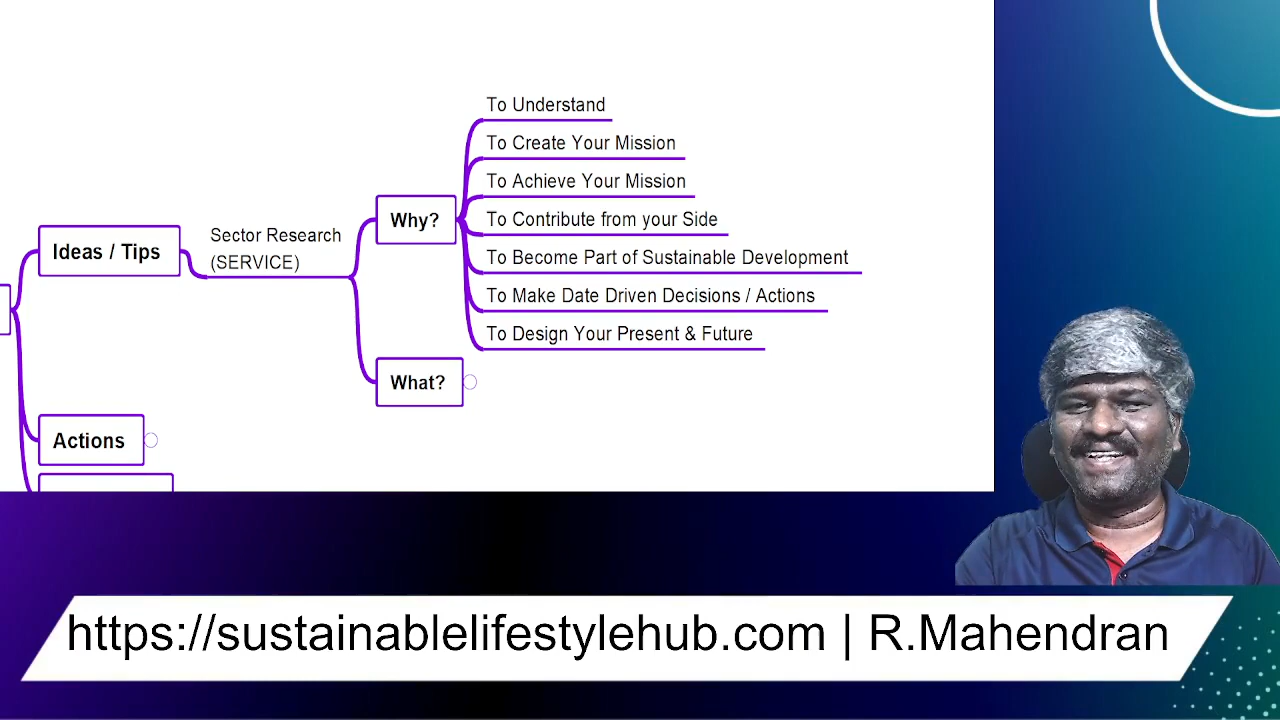 To Understand
To Create Your Mission
To Achieve Your Mission
To Contribute from your Side
To Become Part of Sustainable Development
To Make Date Driven Decisions / Actions
To Design Your Present & Future
Why?
Ideas / Tips
Sector Research
(SERVICE)
What?
Actions
https://sustainablelifestylehub.com | R.Mahendran